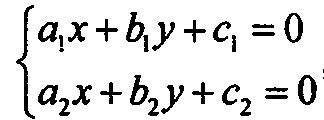 a₁x + b₁y + c₁ = 0
a₂x + b₂y + c₂ = 0,